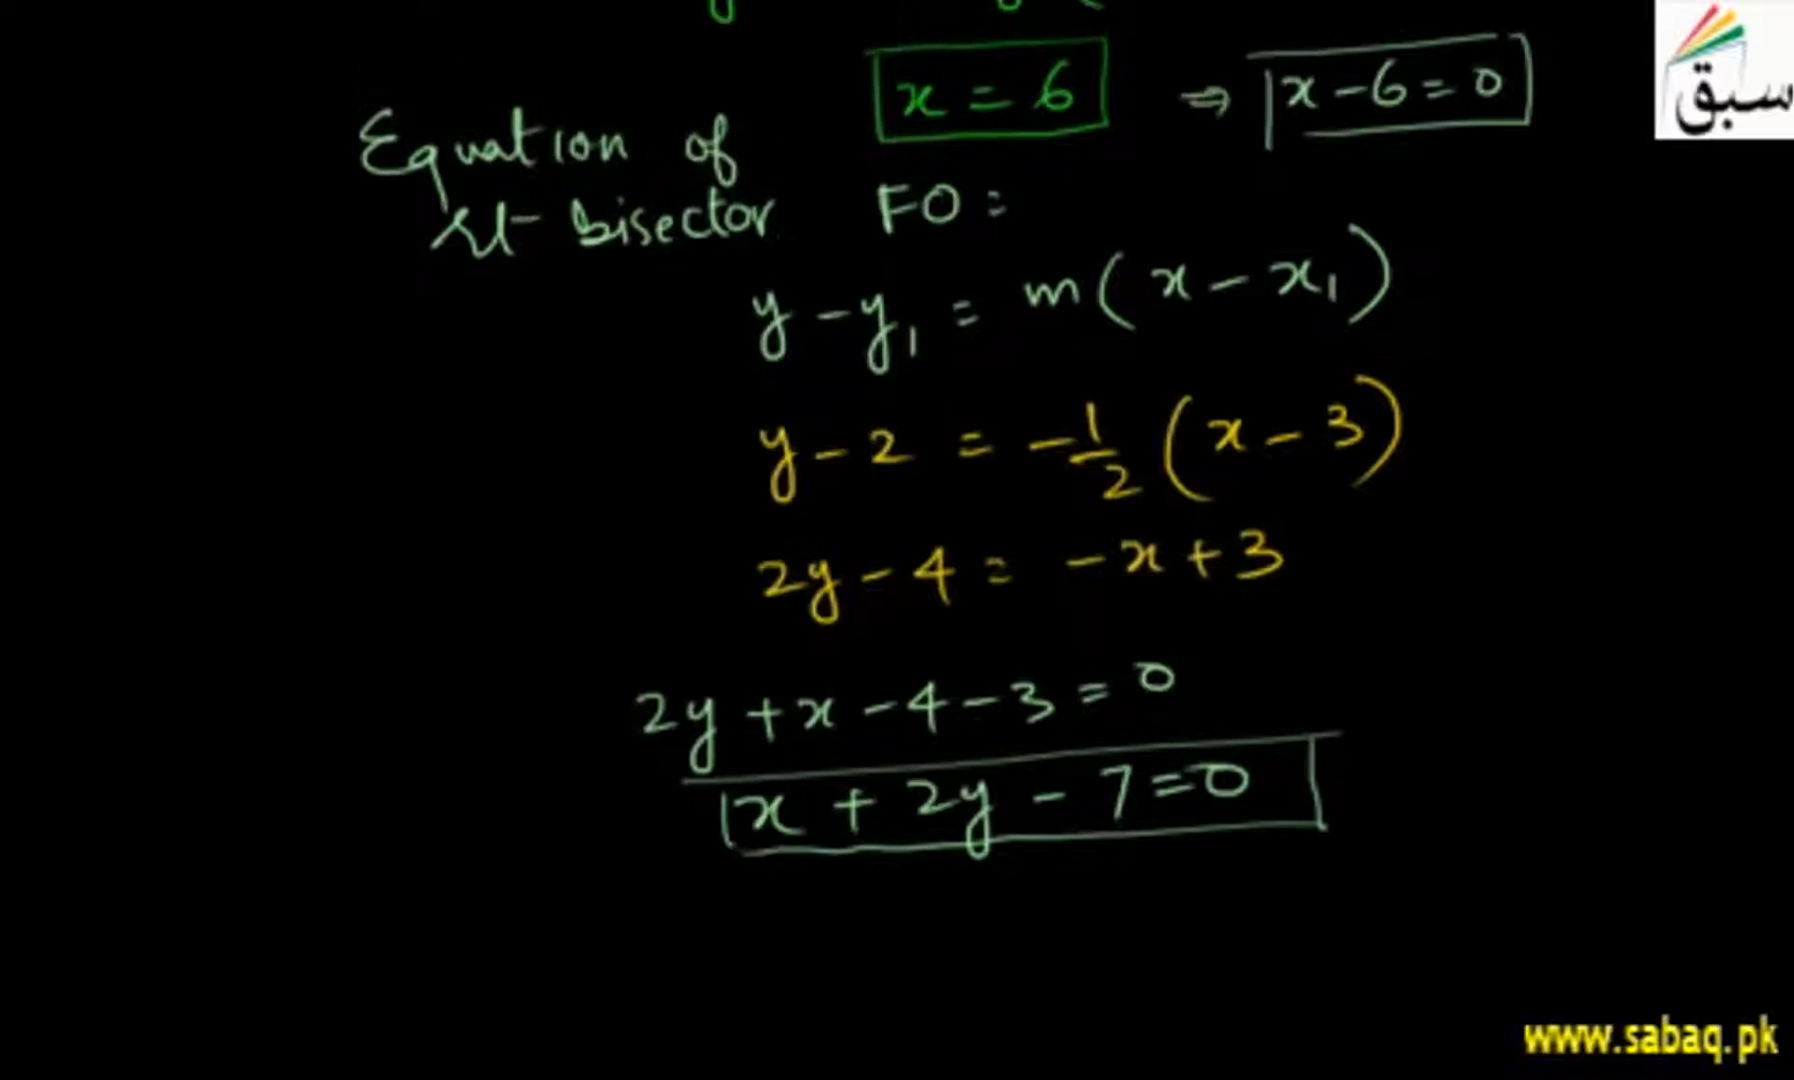 x = 6 ⇒ x - 6 = 0
سبق
Equation of
rt bisector FO :
y - y₁ = m(x - x₁)
y - 2 = -1/2 (x - 3)
2y - 4 = -x + 3
2y + x - 4 - 3 = 0
x + 2y - 7 = 0
www.sabaq.pk